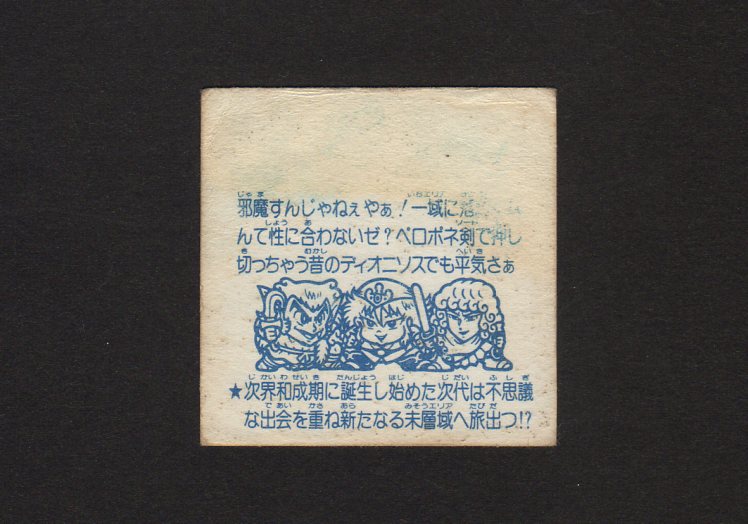 邪魔すんじゃねぇやぁ!一域に
んて性に合わないゼ?ペロポネ剣で押し
切っちゃう昔のディオニソスでも平気さぁ
★次界和成期に誕生し始めた次代は不思議
な出会を重ね新たなる未層域へ旅出つ!?